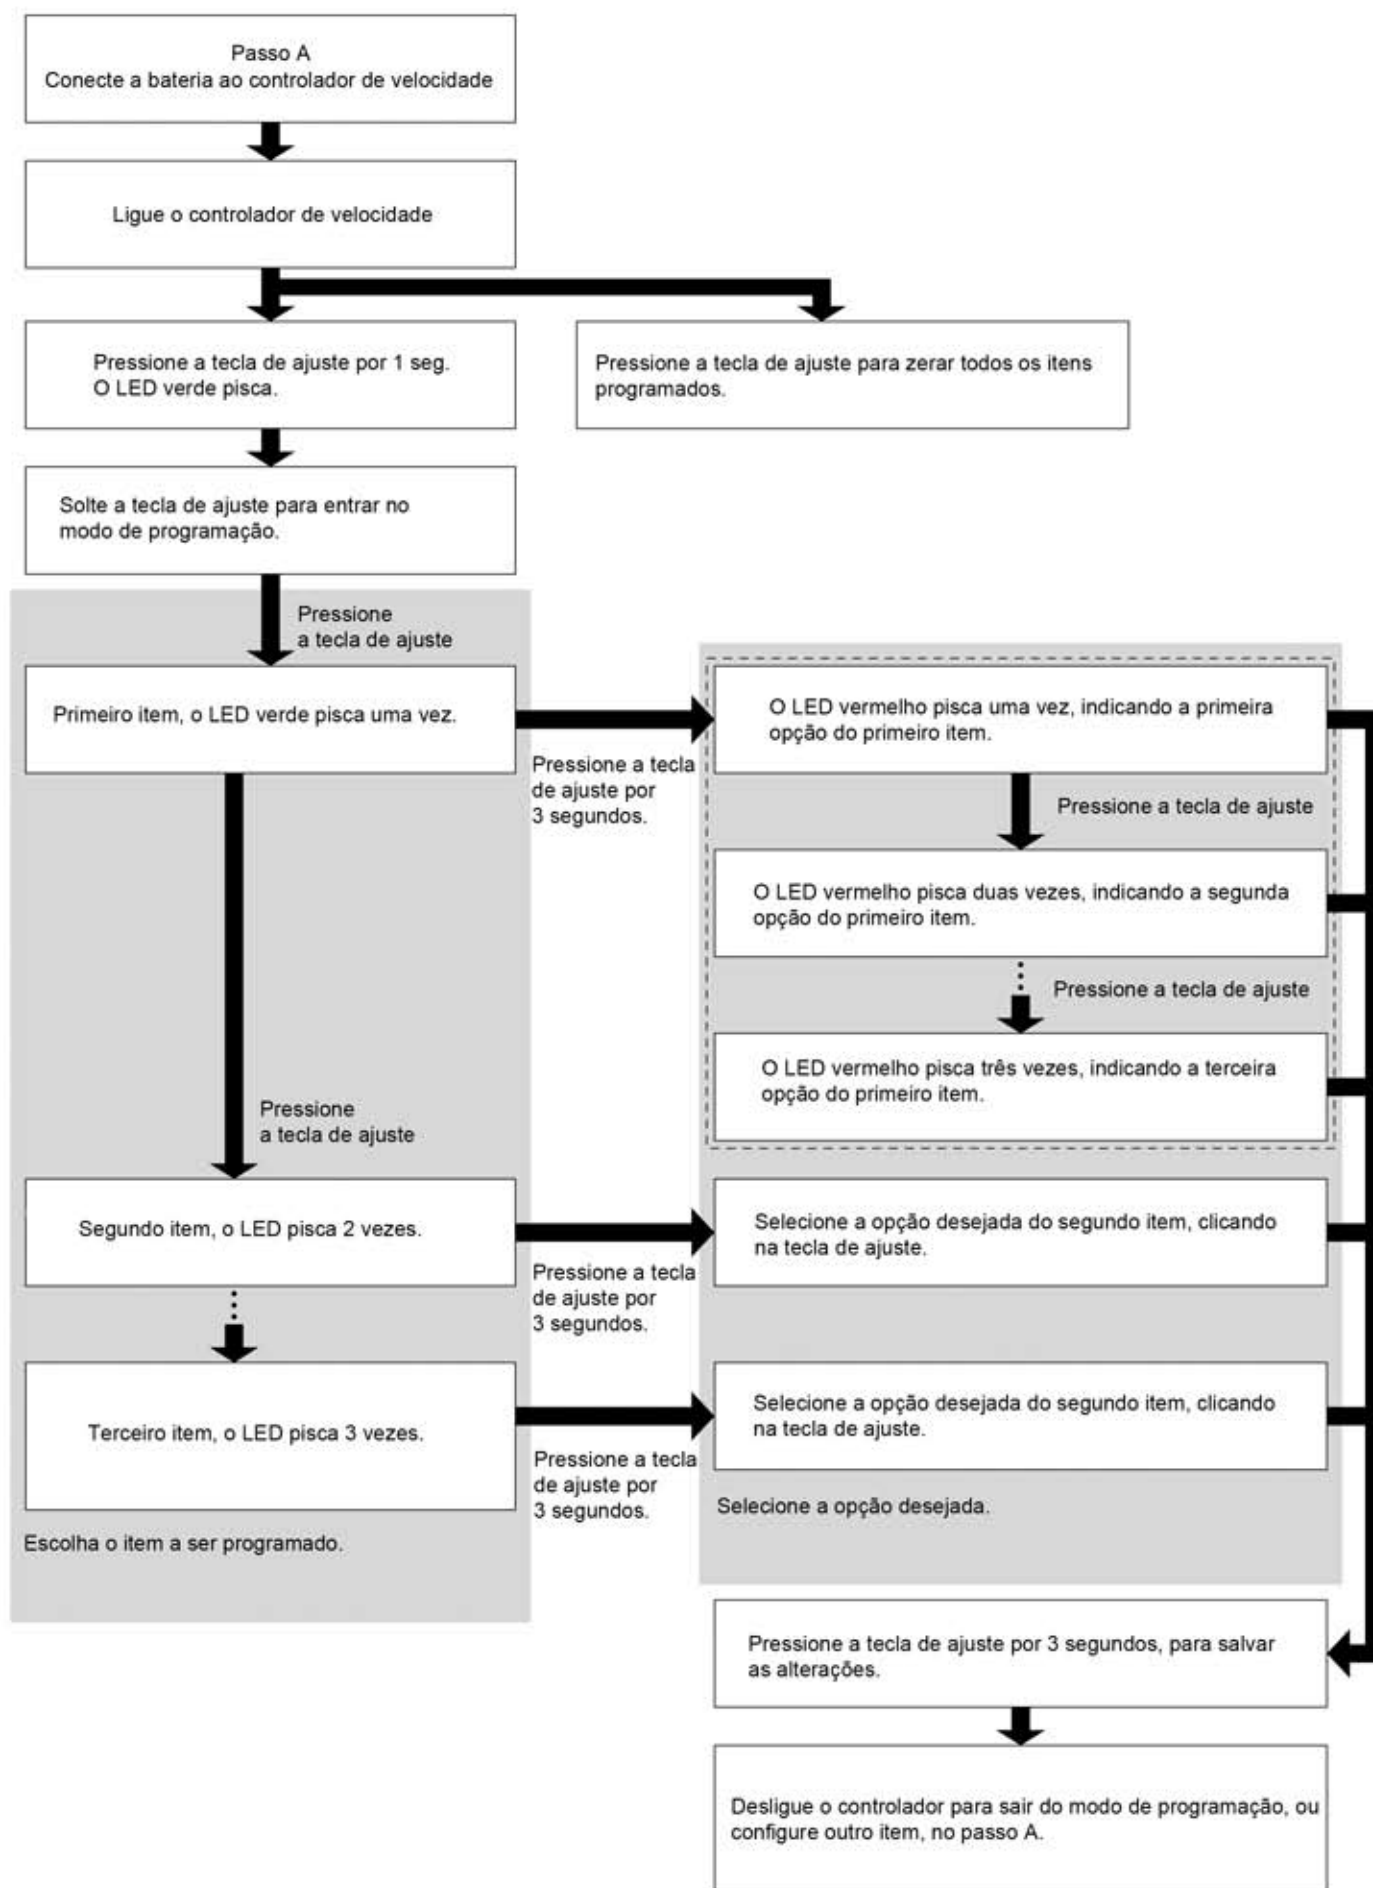 Passo A
Conecte a bateria ao controlador de velocidade
Ligue o controlador de velocidade
Pressione a tecla de ajuste por 1 seg.
O LED verde pisca.
Pressione a tecla de ajuste para zerar todos os itens
programados.
Solte a tecla de ajuste para entrar no
modo de programação.
Pressione
a tecla de ajuste
Primeiro item, o LED verde pisca uma vez.
Pressione a tecla
de ajuste por
3 segundos.
O LED vermelho pisca uma vez, indicando a primeira
opção do primeiro item.
Pressione a tecla de ajuste
O LED vermelho pisca duas vezes, indicando a segunda
opção do primeiro item.
Pressione a tecla de ajuste
O LED vermelho pisca três vezes, indicando a terceira
opção do primeiro item.
Pressione
a tecla de ajuste
Segundo item, o LED pisca 2 vezes.
Pressione a tecla
de ajuste por
3 segundos.
Selecione a opção desejada do segundo item, clicando
na tecla de ajuste.
Terceiro item, o LED pisca 3 vezes.
Pressione a tecla
de ajuste por
3 segundos.
Selecione a opção desejada do segundo item, clicando
na tecla de ajuste.
Selecione a opção desejada.
Escolha o item a ser programado.
Pressione a tecla de ajuste por 3 segundos, para salvar
as alterações.
Desligue o controlador para sair do modo de programação, ou
configure outro item, no passo A.